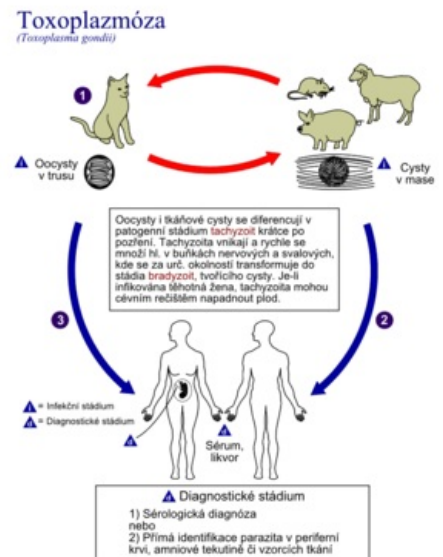 Toxoplazmóza
(Toxoplasma gondii)
1
i Oocysty
v trusu
i Cysty
v mase
Oocysty i tkáňové cysty se diferencují v
patogenní stádium tachyzoit krátce po
pozření. Tachyzoita vnikají a rychle se
množí hl. v buňkách nervových a svalových,
kde se za urč. okolností transformuje do
stádia bradyzoit, tvořícího cysty. Je-li
infikována těhotná žena, tachyzoita mohou
cévním řečištěm napadnout plod.
3
2
i = Infekční stádium
d = Diagnostické stádium
d
d
Sérum,
likvor
d Diagnostické stádium
1) Sérologická diagnóza
nebo
2) Přímá identifikace parazita v periferní
krvi, amniové tekutině či vzorcích tkání